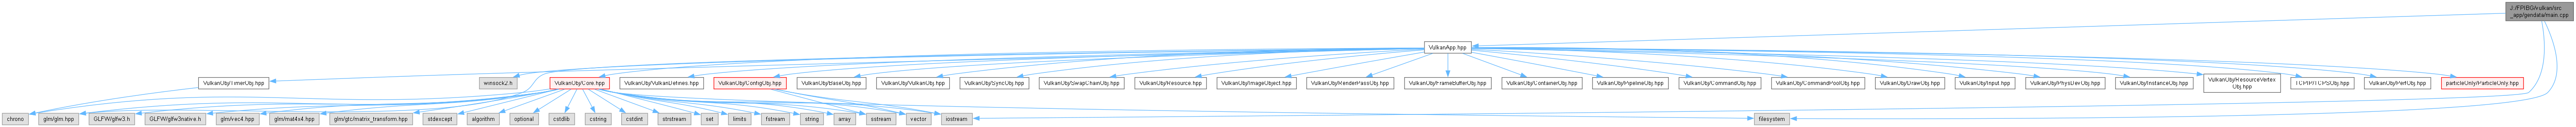 J:/FPIBG/vulkan/src
_app/gendata/main.cpp
VulkanApp.hpp
VulkanObj/TimerObj.hpp
winsock2.h
VulkanObj/Core.hpp
VulkanObj/VulkanDefines.hpp
VulkanObj/ConfigObj.hpp
VulkanObj/BaseObj.hpp
VulkanObj/VulkanObj.hpp
VulkanObj/SyncObj.hpp
VulkanObj/SwapChainObj.hpp
VulkanObj/Resource.hpp
VulkanObj/ImageObject.hpp
VulkanObj/RenderPassObj.hpp
VulkanObj/FrameBufferObj.hpp
VulkanObj/ContainerObj.hpp
VulkanObj/PipelineObj.hpp
VulkanObj/CommandObj.hpp
VulkanObj/CommandPoolObj.hpp
VulkanObj/DrawObj.hpp
VulkanObj/Input.hpp
VulkanObj/PhysDevObj.hpp
VulkanObj/InstanceObj.hpp
VulkanObj/ResourceVertex
Obj.hpp
TCPIP/TCPSObj.hpp
VulkanObj/PerfObj.hpp
particleOnly/ParticleOnly.hpp
chrono
glm/glm.hpp
GLFW/glfw3.h
GLFW/glfw3native.h
glm/vec4.hpp
glm/mat4x4.hpp
glm/gtc/matrix_transform.hpp
stdexcept
algorithm
optional
cstdlib
cstring
cstdint
strstream
set
limits
fstream
string
array
sstream
vector
iostream
filesystem